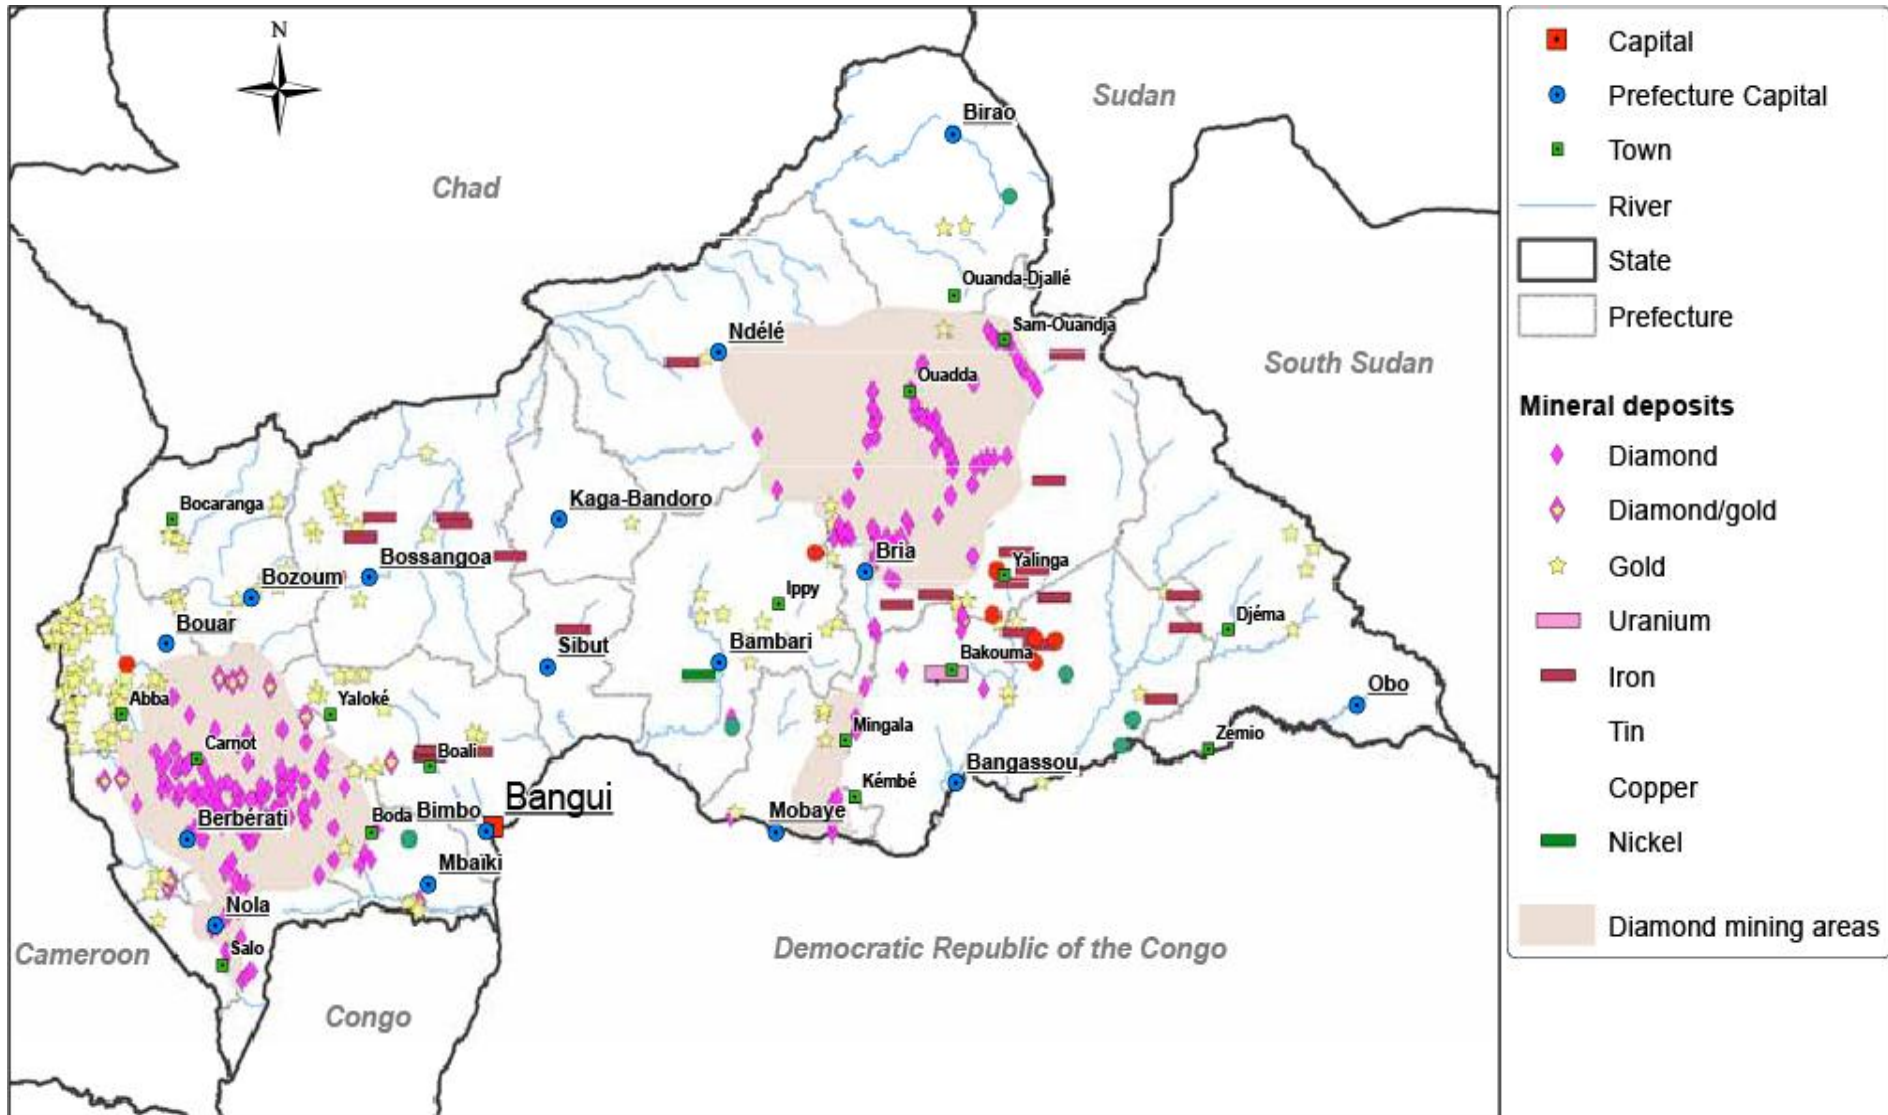 N
Sudan
Birao
Chad
Ouanda-Djallé
Sam-Ouandja
Ndélé
South Sudan
Ouadda
Bocaranga
Kaga-Bandoro
Bossangoa
Bria
Yalinga
Bozoum
Ippy
Djéma
Bouar
Sibut
Bambari
Bakouma
Obo
Abba
Yaloké
Mingala
Zémio
Carnot
Boali
Bangassou
Kémbé
Bangui
Bimbo
Boda
Berbérati
Mobaye
Mbaïki
Nola
Salo
Cameroon
Democratic Republic of the Congo
Congo
Capital
Prefecture Capital
Town
River
State
Prefecture
Mineral deposits
Diamond
Diamond/gold
Gold
Uranium
Iron
Tin
Copper
Nickel
Diamond mining areas